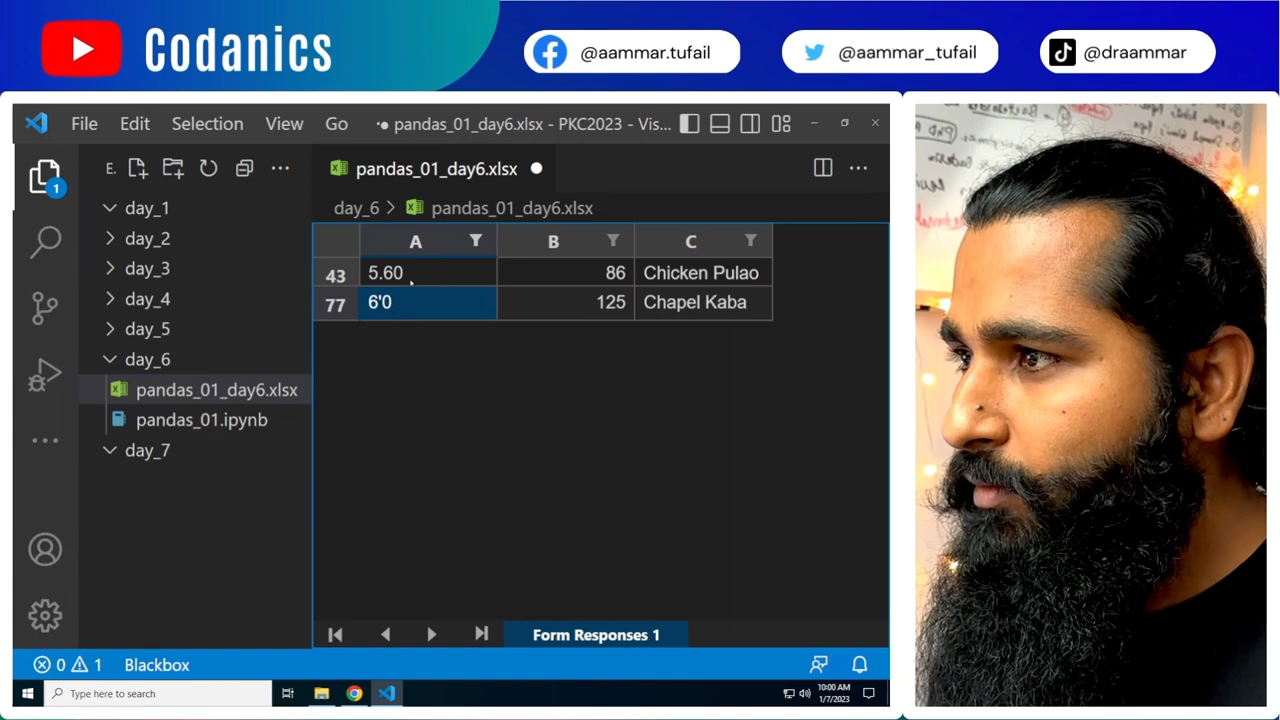 Codanics
@aammar.tufail
@aammar_tufail
@draammar
File Edit Selection View Go pandas_01_day6.xlsx - PKC2023 - Vis...
1
E.
pandas_01_day6.xlsx
day_6 > pandas_01_day6.xlsx
day_1
day_2
day_3
day_4
day_5
day_6
pandas_01_day6.xlsx
pandas_01.ipynb
day_7
A B C
43 5.60 86 Chicken Pulao
77 6'0 125 Chapel Kaba
Form Responses 1
0 1 Blackbox
Type here to search
10:00 AM
1/7/2023